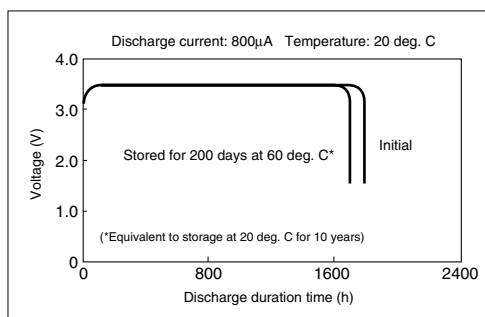 Discharge current: 800μA Temperature: 20 deg. C
4.0
3.0
2.0
1.0
0
Voltage (V)
Stored for 200 days at 60 deg. C*
Initial
(*Equivalent to storage at 20 deg. C for 10 years)
0 800 1600 2400
Discharge duration time (h)